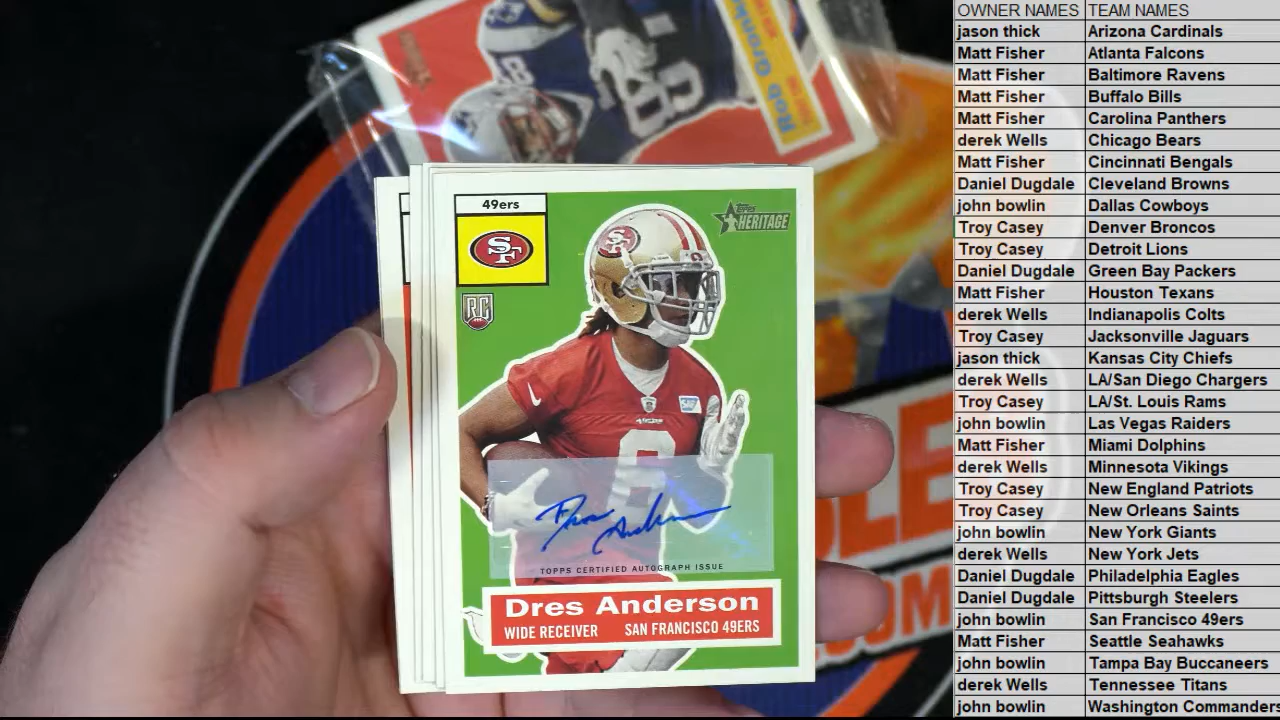 OWNER NAMES TEAM NAMES
jason thick Arizona Cardinals
Matt Fisher Atlanta Falcons
Matt Fisher Baltimore Ravens
Matt Fisher Buffalo Bills
Matt Fisher Carolina Panthers
derek Wells Chicago Bears
Matt Fisher Cincinnati Bengals
Daniel Dugdale Cleveland Browns
john bowlin Dallas Cowboys
Troy Casey Denver Broncos
Troy Casey Detroit Lions
Daniel Dugdale Green Bay Packers
Matt Fisher Houston Texans
derek Wells Indianapolis Colts
Troy Casey Jacksonville Jaguars
jason thick Kansas City Chiefs
derek Wells LA/San Diego Chargers
Troy Casey LA/St. Louis Rams
john bowlin Las Vegas Raiders
Matt Fisher Miami Dolphins
derek Wells Minnesota Vikings
Troy Casey New England Patriots
Troy Casey New Orleans Saints
john bowlin New York Giants
derek Wells New York Jets
Daniel Dugdale Philadelphia Eagles
Daniel Dugdale Pittsburgh Steelers
john bowlin San Francisco 49ers
Matt Fisher Seattle Seahawks
john bowlin Tampa Bay Buccaneers
derek Wells Tennessee Titans
john bowlin Washington Commanders
Rob Gronk
49ers
SF
RC
Topps
HERITAGE
SF
6
Dres Anderson
TOPPS CERTIFIED AUTOGRAPH ISSUE
Dres Anderson
WIDE RECEIVER SAN FRANCISCO 49ERS
.COM